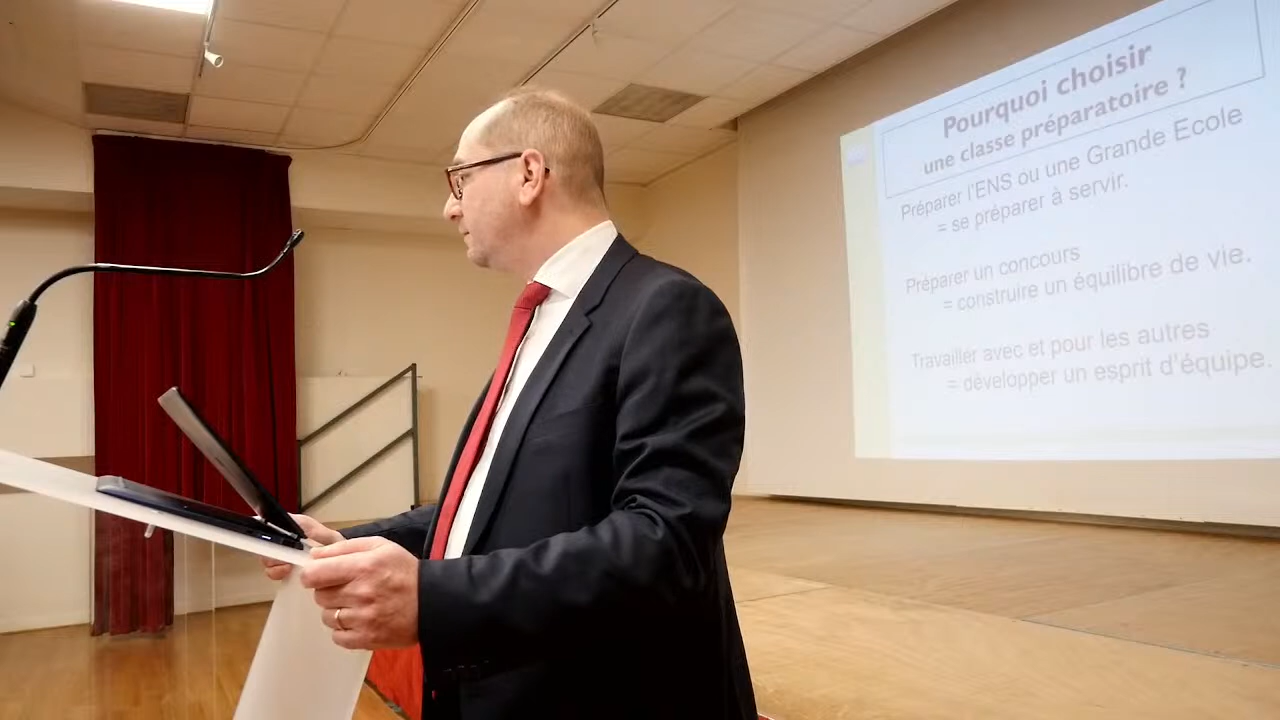 Pourquoi choisir
une classe préparatoire ?
Préparer l'ENS ou une Grande Ecole
= se préparer à servir.
Préparer un concours
= construire un équilibre de vie.
Travailler avec et pour les autres
= développer un esprit d'équipe.